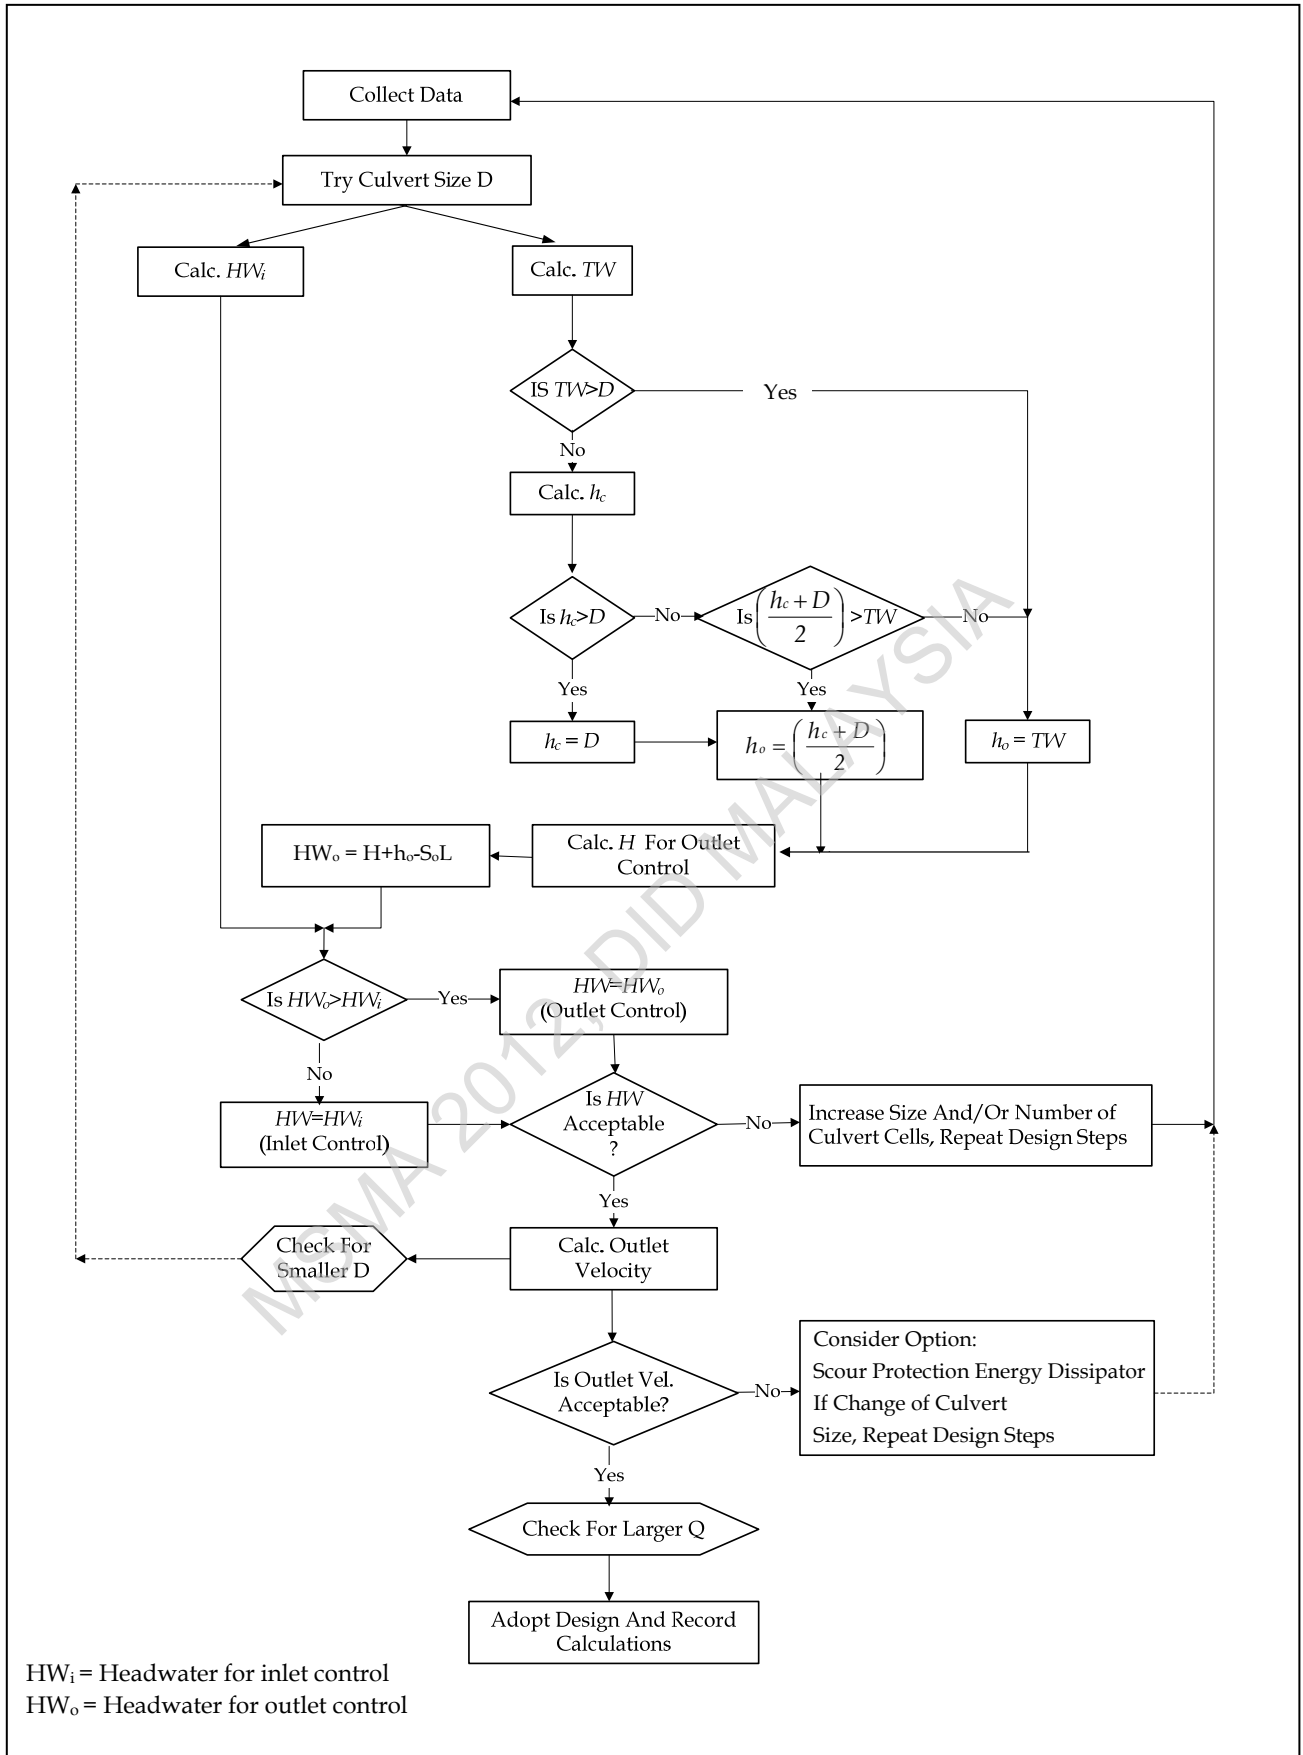 Collect Data
Try Culvert Size D
Calc. HWi
Calc. TW
IS TW>D
Yes
No
Calc. hc
Is hc>D
No
Is (hc + D / 2) >TW
No
Yes
Yes
hc = D
ho = (hc + D / 2)
ho = TW
HWo = H+ho-SoL
Calc. H For Outlet
Control
Is HWo>HWi
Yes
HW=HWo
(Outlet Control)
No
HW=HWi
(Inlet Control)
Is HW
Acceptable
?
No
Increase Size And/Or Number of
Culvert Cells, Repeat Design Steps
Yes
Check For
Smaller D
Calc. Outlet
Velocity
Is Outlet Vel.
Acceptable?
No
Consider Option:
Scour Protection Energy Dissipator
If Change of Culvert
Size, Repeat Design Steps
Yes
Check For Larger Q
Adopt Design And Record
Calculations
HWi = Headwater for inlet control
HWo = Headwater for outlet control
MSMA 2012, DID MALAYSIA